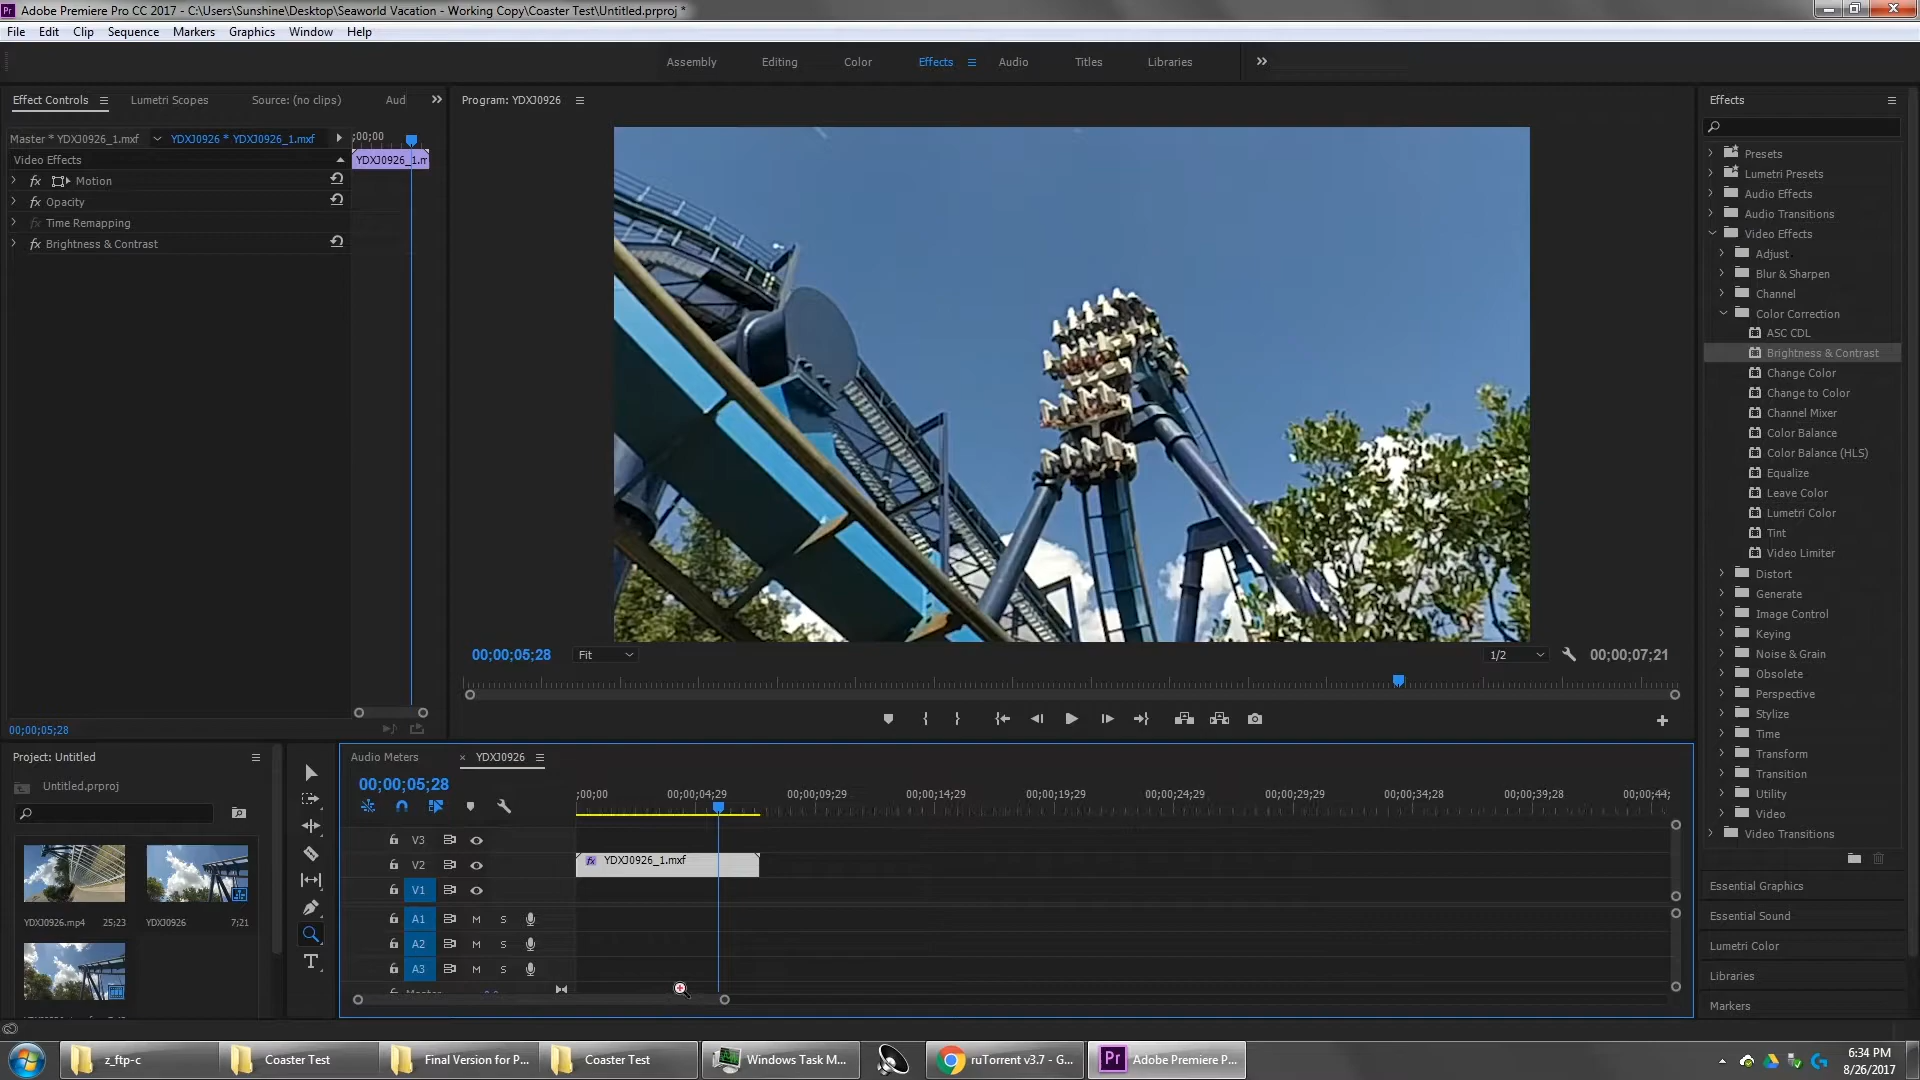 Adobe Premiere Pro CC 2017 - C:\Users\Sunshine\Desktop\Seaworld Vacation - Working Copy\Coaster Test\Untitled.prproj *
File Edit Clip Sequence Markers Graphics Window Help
Assembly Editing Color Effects Audio Titles Libraries
Effect Controls Lumetri Scopes Source: (no clips) Aud
Program: YDXJ0926
Effects
Master * YDXJ0926_1.mxf YDXJ0926 * YDXJ0926_1.mxf
;00;00
Video Effects
YDXJ0926_1.m
fx Motion
fx Opacity
fx Time Remapping
fx Brightness & Contrast
Presets
Lumetri Presets
Audio Effects
Audio Transitions
Video Effects
Adjust
Blur & Sharpen
Channel
Color Correction
ASC CDL
Brightness & Contrast
Change Color
Change to Color
Channel Mixer
Color Balance
Color Balance (HLS)
Equalize
Leave Color
Lumetri Color
Tint
Video Limiter
Distort
Generate
Image Control
Keying
Noise & Grain
Obsolete
Perspective
Stylize
Time
Transform
Transition
Utility
Video
Video Transitions
Essential Graphics
Essential Sound
Lumetri Color
Libraries
Markers
00;00;05;28 Fit 1/2 00;00;07;21
00;00;05;28
Project: Untitled
Untitled.prproj
YDXJ0926.mp4 25;23 YDXJ0926 7;21
Audio Meters YDXJ0926
00;00;05;28
;00;00 00;00;04;29 00;00;09;29 00;00;14;29 00;00;19;29 00;00;24;29 00;00;29;29 00;00;34;28 00;00;39;28 00;00;44;
V3
V2 fx YDXJ0926_1.mxf
V1
A1 M S
A2 M S
A3 M S
T
z_ftp-c Coaster Test Final Version for P... Coaster Test Windows Task M... ruTorrent v3.7 - G... Pr Adobe Premiere P...
6:34 PM
8/26/2017